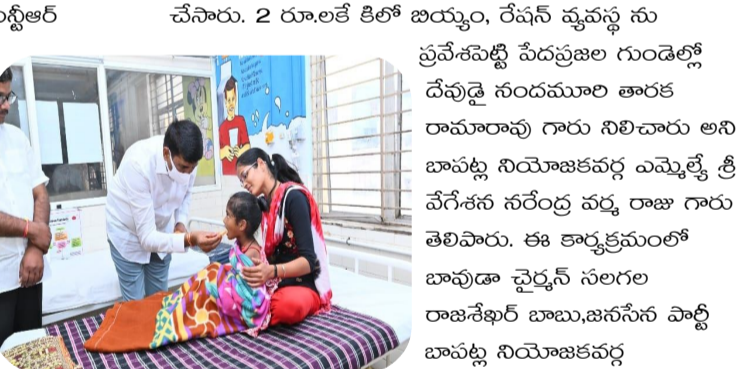 న్టీఆర్ చేసారు. 2 రూ.లకే కిలో బియ్యం, రేషన్ వ్యవస్థ ను
ప్రవేశపెట్టి పేదప్రజల గుండెల్లో
దేవుడై నందమూరి తారక
రామారావు గారు నిలిచారు అని
బాపట్ల నియోజకవర్గ ఎమ్మెల్యే శ్రీ
వేగేశన నరేంద్ర వర్మ రాజు గారు
తెలిపారు. ఈ కార్యక్రమంలో
బావుడా చైర్మన్ సలగల
రాజశేఖర్ బాబు,జనసేన పార్టీ
బాపట్ల నియోజకవర్గ